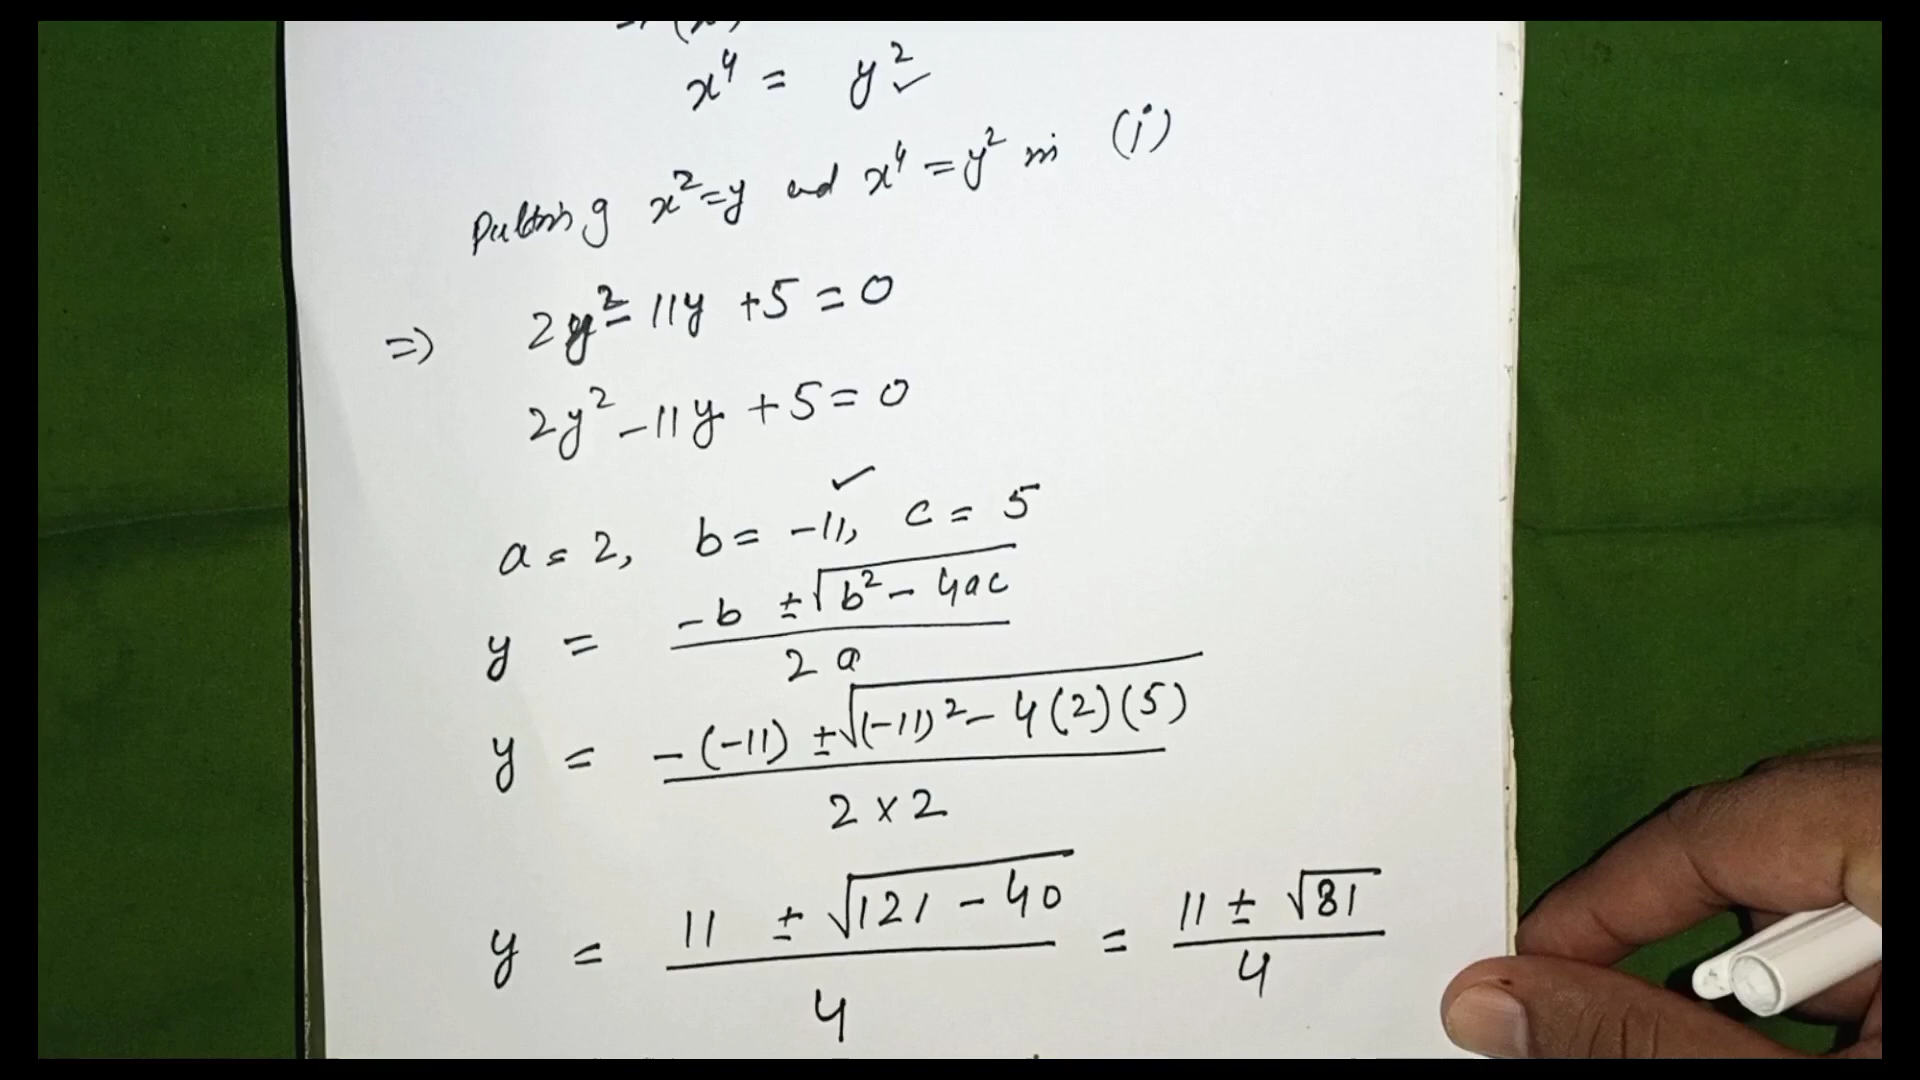 x⁴ = y²✓
Putting x²=y and x⁴=y² in (i)
=> 2y²-11y+5=0
2y²-11y+5=0
✓
a=2, b=-11, c=5
y = (-b ±√(b²-4ac))/(2a)
y = (-(-11) ±√((-11)²-4(2)(5)))/(2×2)
y = (11 ± √(121-40))/4 = (11 ± √81)/4